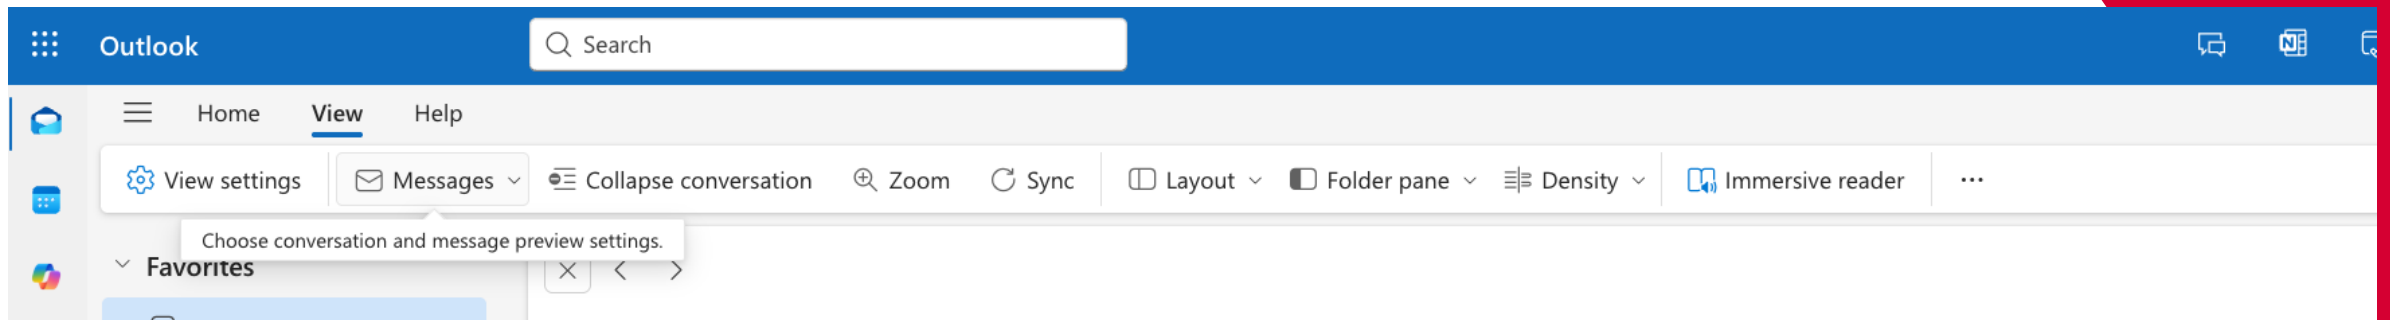 Outlook
Search
Home View Help
View settings Messages Collapse conversation Zoom Sync Layout Folder pane Density Immersive reader ...
Choose conversation and message preview settings.
Favorites